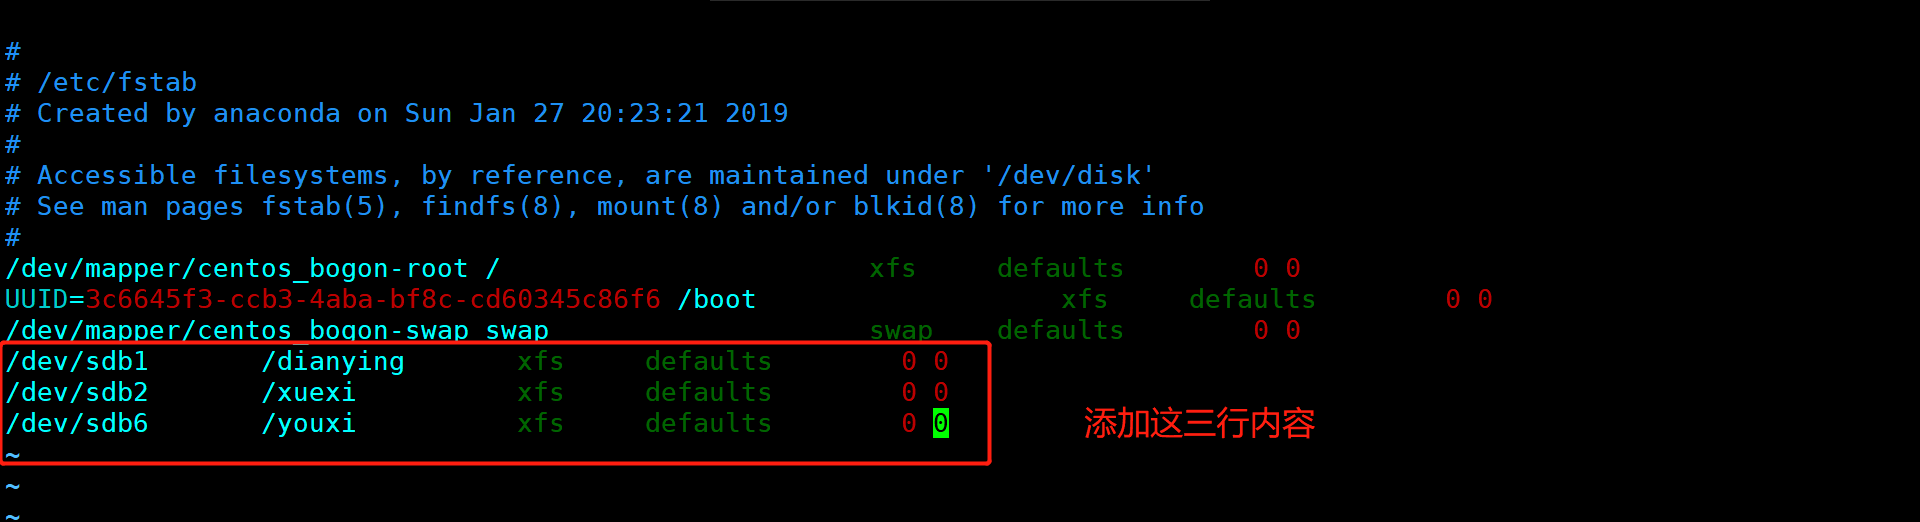 #
# /etc/fstab
# Created by anaconda on Sun Jan 27 20:23:21 2019
#
# Accessible filesystems, by reference, are maintained under '/dev/disk'
# See man pages fstab(5), findfs(8), mount(8) and/or blkid(8) for more info
#
/dev/mapper/centos_bogon-root / xfs defaults 0 0
UUID=3c6645f3-ccb3-4aba-bf8c-cd60345c86f6 /boot xfs defaults 0 0
/dev/mapper/centos_bogon-swap swap swap defaults 0 0
/dev/sdb1 /dianying xfs defaults 0 0
/dev/sdb2 /xuexi xfs defaults 0 0
/dev/sdb6 /youxi xfs defaults 0 0
添加这三行内容
~
~
~